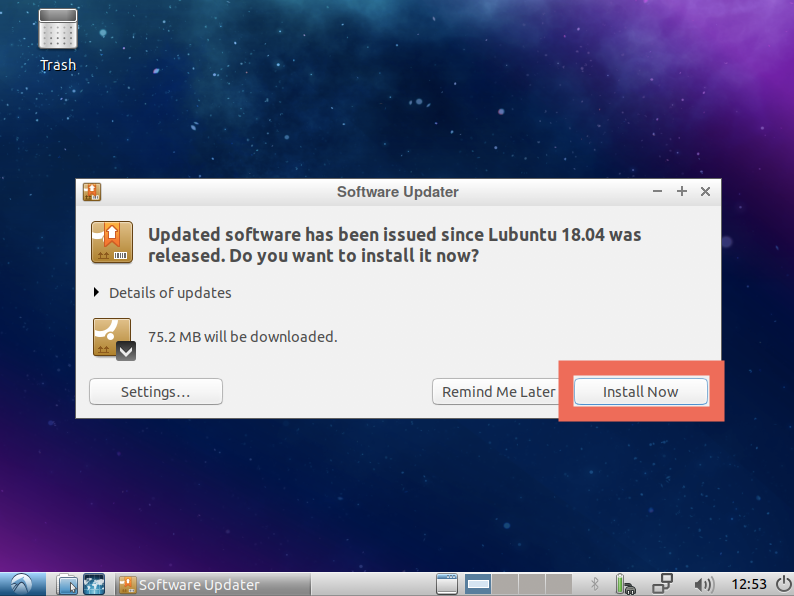 Trash
Software Updater
Updated software has been issued since Lubuntu 18.04 was
released. Do you want to install it now?
Details of updates
75.2 MB will be downloaded.
Settings...
Remind Me Later
Install Now
Software Updater
12:53